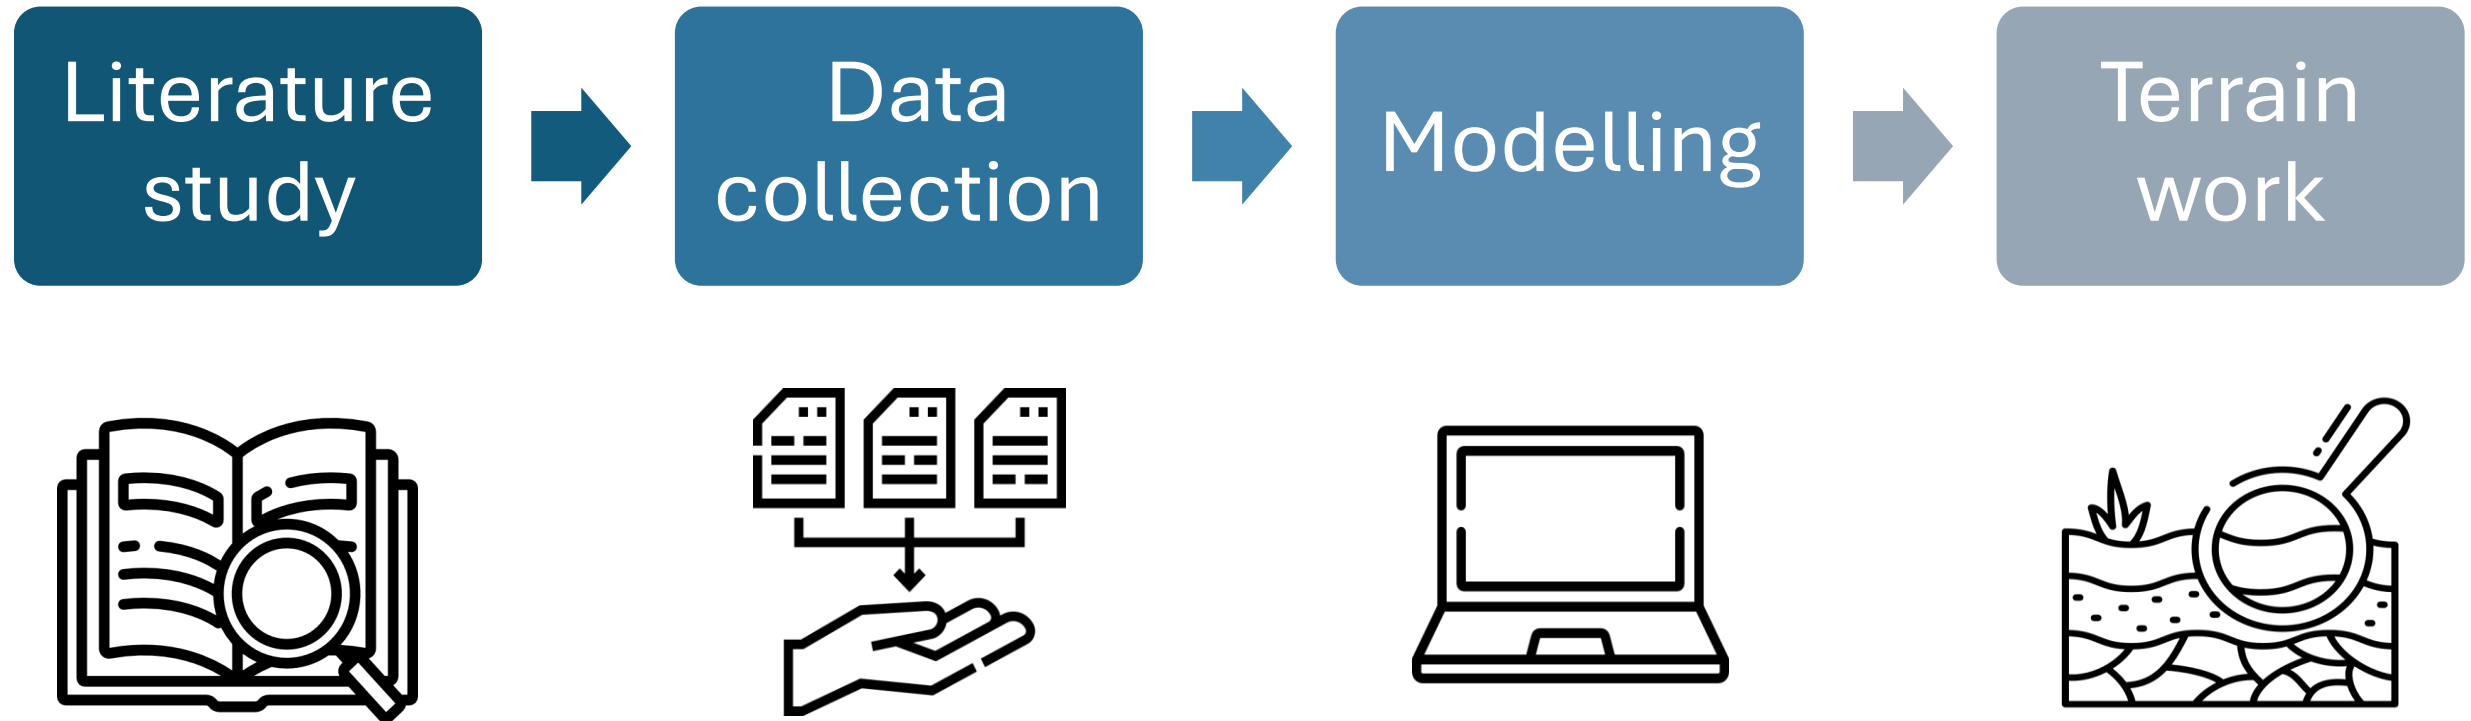 Literature
study
Data
collection
Modelling
Terrain
work